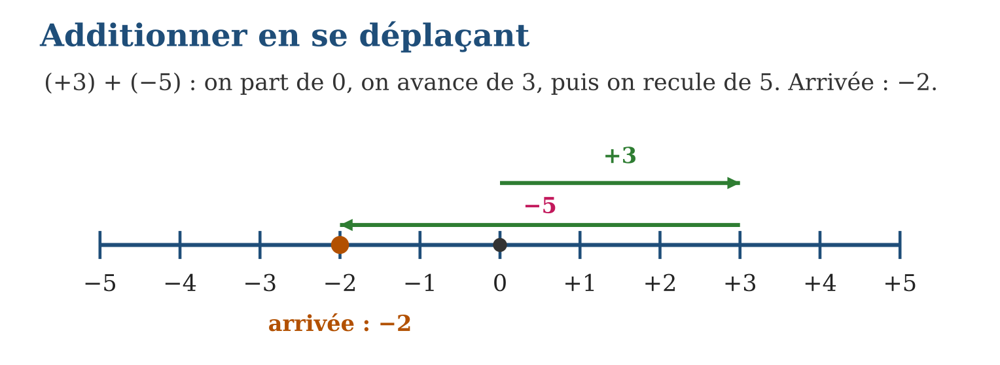 Additionner en se déplaçant
(+3) + (−5) : on part de 0, on avance de 3, puis on recule de 5. Arrivée : −2.
+3
−5
−5 −4 −3 −2 −1 0 +1 +2 +3 +4 +5
arrivée : −2